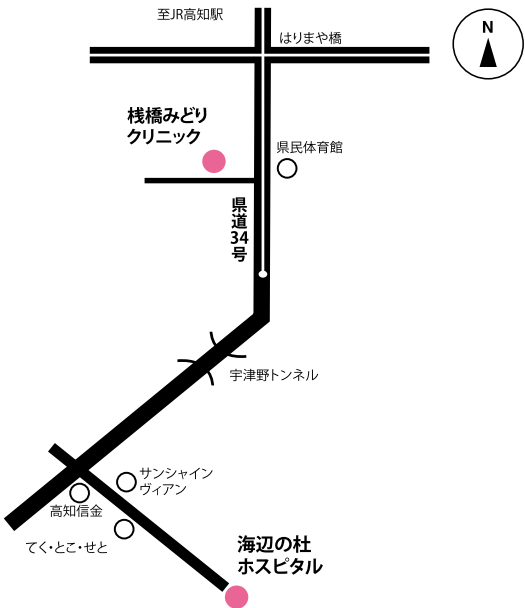 至JR高知駅
はりまや橋
N
桟橋みどり
クリニック
県民体育館
県道34号
宇津野トンネル
サンシャイン
ヴィアン
高知信金
てく・とこ・せと
海辺の杜
ホスピタル